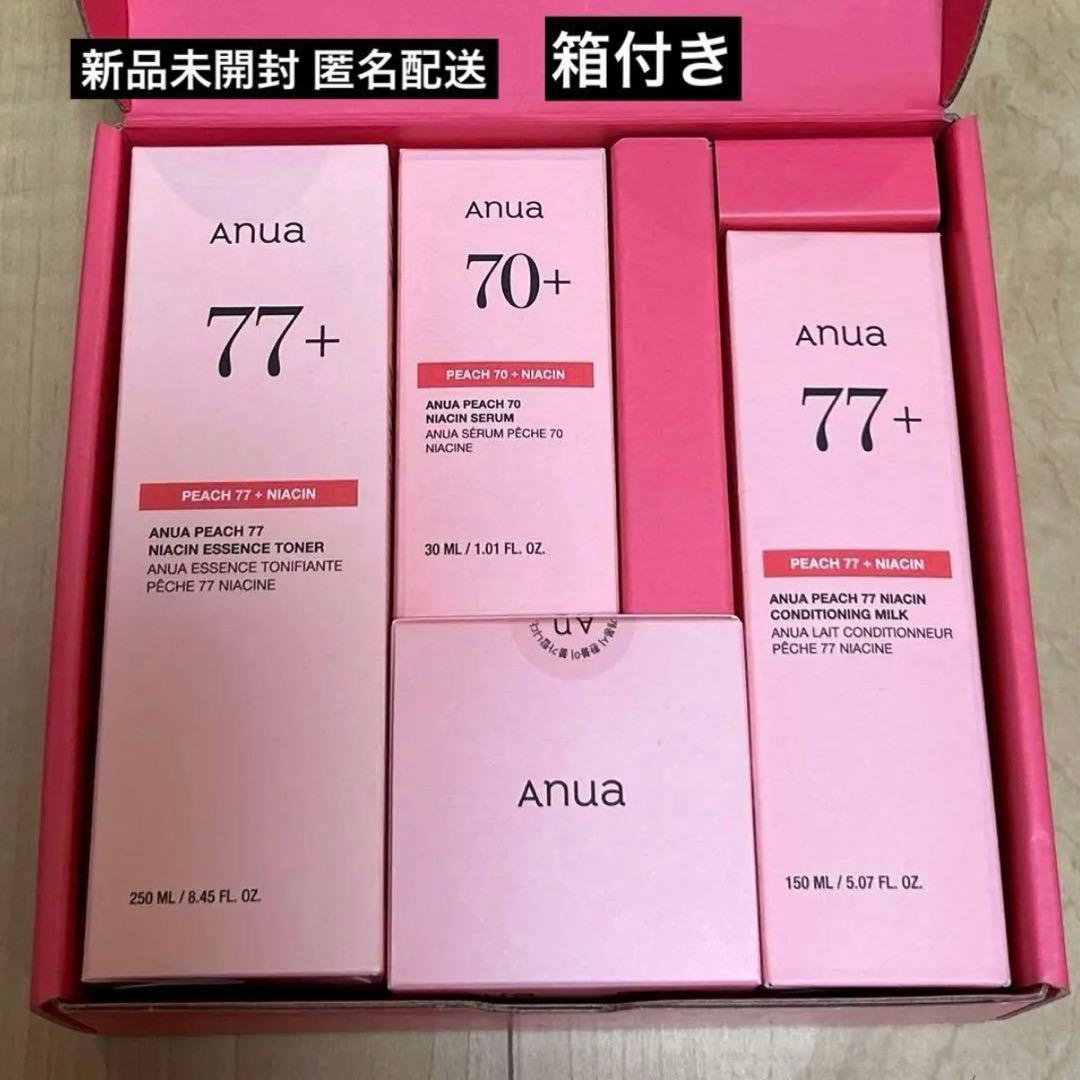 新品未開封 匿名配送
箱付き
Anua
77+
PEACH 77 + NIACIN
ANUA PEACH 77
NIACIN ESSENCE TONER
ANUA ESSENCE TONIFIANTE
PÊCHE 77 NIACINE
250 ML / 8.45 FL. OZ.
Anua
70+
PEACH 70 + NIACIN
ANUA PEACH 70
NIACIN SERUM
ANUA SÉRUM PÊCHE 70
NIACINE
30 ML / 1.01 FL. OZ.
An
Anua
Anua
77+
PEACH 77 + NIACIN
ANUA PEACH 77 NIACIN
CONDITIONING MILK
ANUA LAIT CONDITIONNEUR
PÊCHE 77 NIACINE
150 ML / 5.07 FL. OZ.